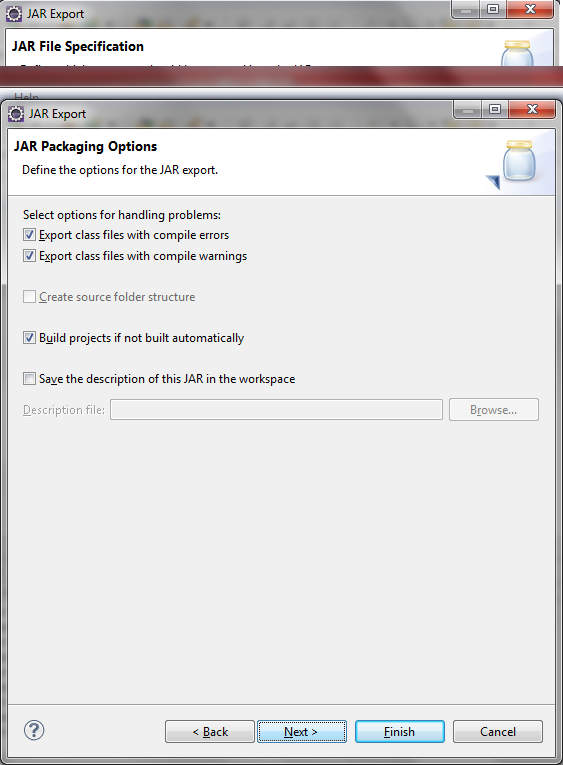 JAR Export
JAR File Specification
Help
JAR Export
JAR Packaging Options
Define the options for the JAR export.
Select options for handling problems:
Export class files with compile errors
Export class files with compile warnings
Create source folder structure
Build projects if not built automatically
Save the description of this JAR in the workspace
Description file:
Browse...
< Back
Next >
Finish
Cancel